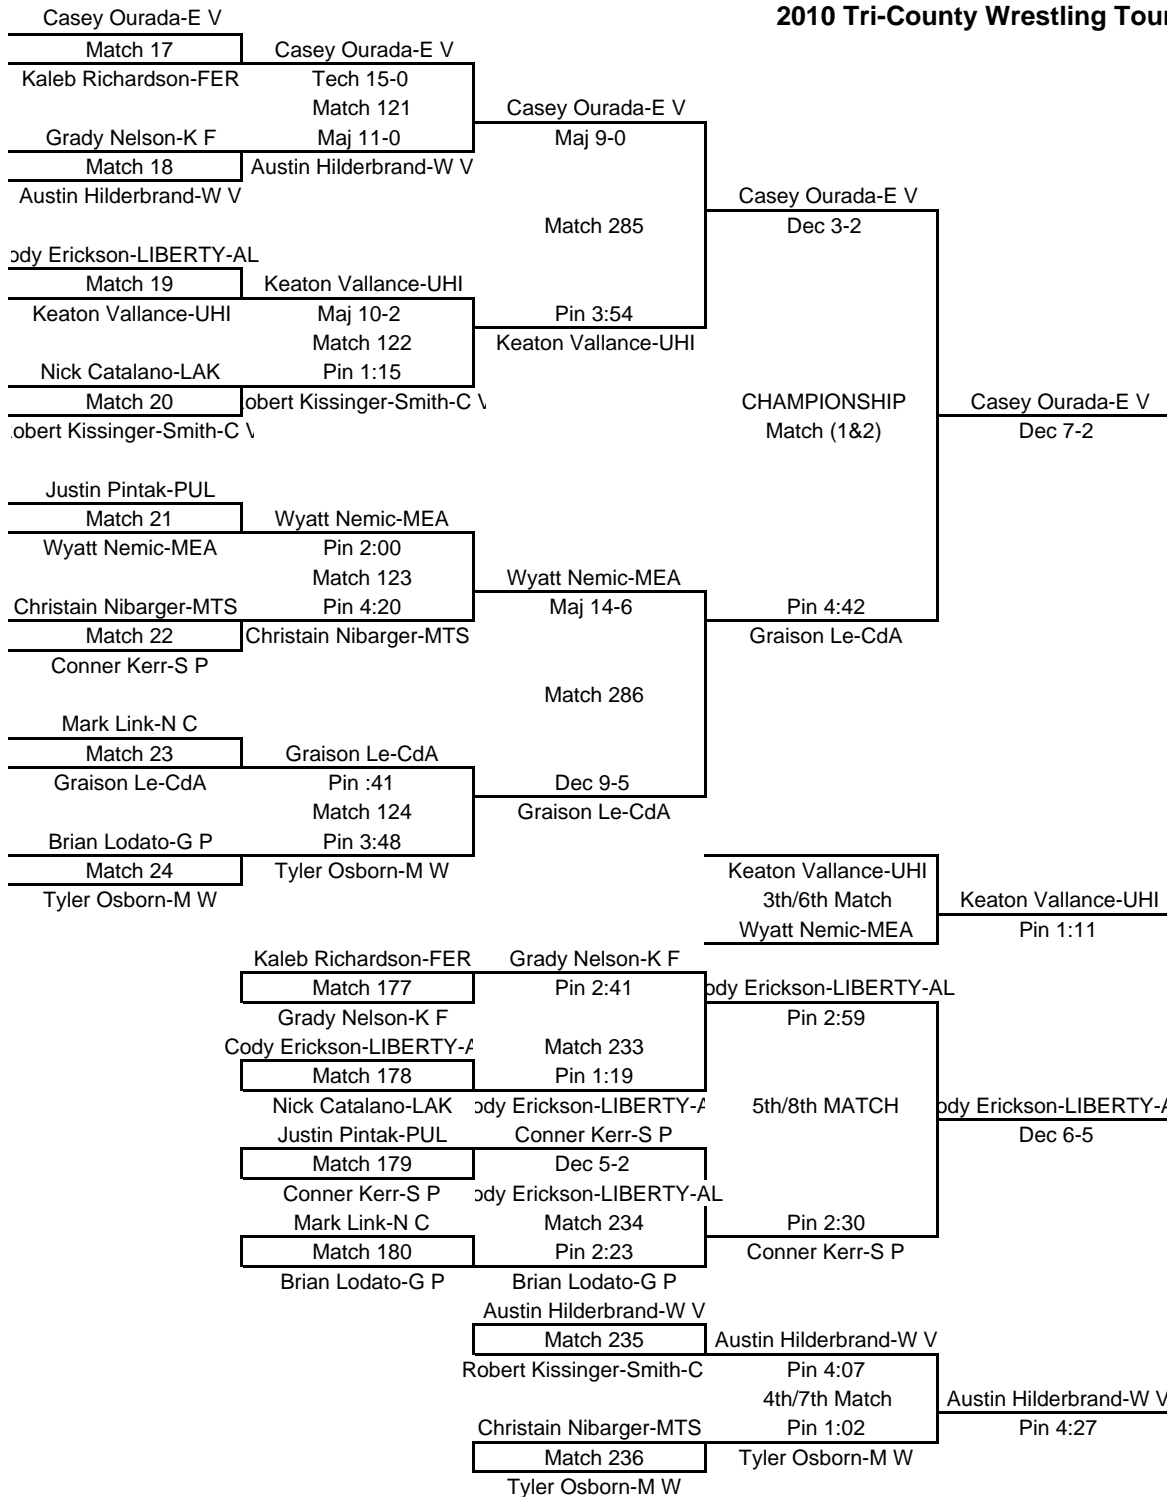 Casey Ourada-E V
2010 Tri-County Wrestling Tour
Match 17
Casey Ourada-E V
Kaleb Richardson-FER
Tech 15-0
Match 121
Casey Ourada-E V
Grady Nelson-K F
Maj 11-0
Maj 9-0
Match 18
Austin Hilderbrand-W V
Austin Hilderbrand-W V
Casey Ourada-E V
Match 285
Dec 3-2
ody Erickson-LIBERTY-AL
Match 19
Keaton Vallance-UHI
Keaton Vallance-UHI
Maj 10-2
Pin 3:54
Match 122
Keaton Vallance-UHI
Nick Catalano-LAK
Pin 1:15
Match 20
obert Kissinger-Smith-C V
CHAMPIONSHIP
Casey Ourada-E V
obert Kissinger-Smith-C V
Match (1&2)
Dec 7-2
Justin Pintak-PUL
Match 21
Wyatt Nemic-MEA
Wyatt Nemic-MEA
Pin 2:00
Match 123
Wyatt Nemic-MEA
Christain Nibarger-MTS
Pin 4:20
Maj 14-6
Pin 4:42
Match 22
Christain Nibarger-MTS
Graison Le-CdA
Conner Kerr-S P
Match 286
Mark Link-N C
Match 23
Graison Le-CdA
Graison Le-CdA
Pin :41
Dec 9-5
Match 124
Graison Le-CdA
Brian Lodato-G P
Pin 3:48
Match 24
Tyler Osborn-M W
Keaton Vallance-UHI
Tyler Osborn-M W
3th/6th Match
Keaton Vallance-UHI
Wyatt Nemic-MEA
Pin 1:11
Kaleb Richardson-FER
Grady Nelson-K F
Match 177
Pin 2:41
ody Erickson-LIBERTY-AL
Grady Nelson-K F
Pin 2:59
Cody Erickson-LIBERTY-A
Match 233
Match 178
Pin 1:19
Nick Catalano-LAK
ody Erickson-LIBERTY-A
5th/8th MATCH
ody Erickson-LIBERTY-A
Justin Pintak-PUL
Conner Kerr-S P
Dec 6-5
Match 179
Dec 5-2
Conner Kerr-S P
ody Erickson-LIBERTY-AL
Mark Link-N C
Match 234
Pin 2:30
Match 180
Pin 2:23
Conner Kerr-S P
Brian Lodato-G P
Brian Lodato-G P
Austin Hilderbrand-W V
Match 235
Austin Hilderbrand-W V
Robert Kissinger-Smith-C
Pin 4:07
4th/7th Match
Austin Hilderbrand-W V
Christain Nibarger-MTS
Pin 1:02
Pin 4:27
Match 236
Tyler Osborn-M W
Tyler Osborn-M W